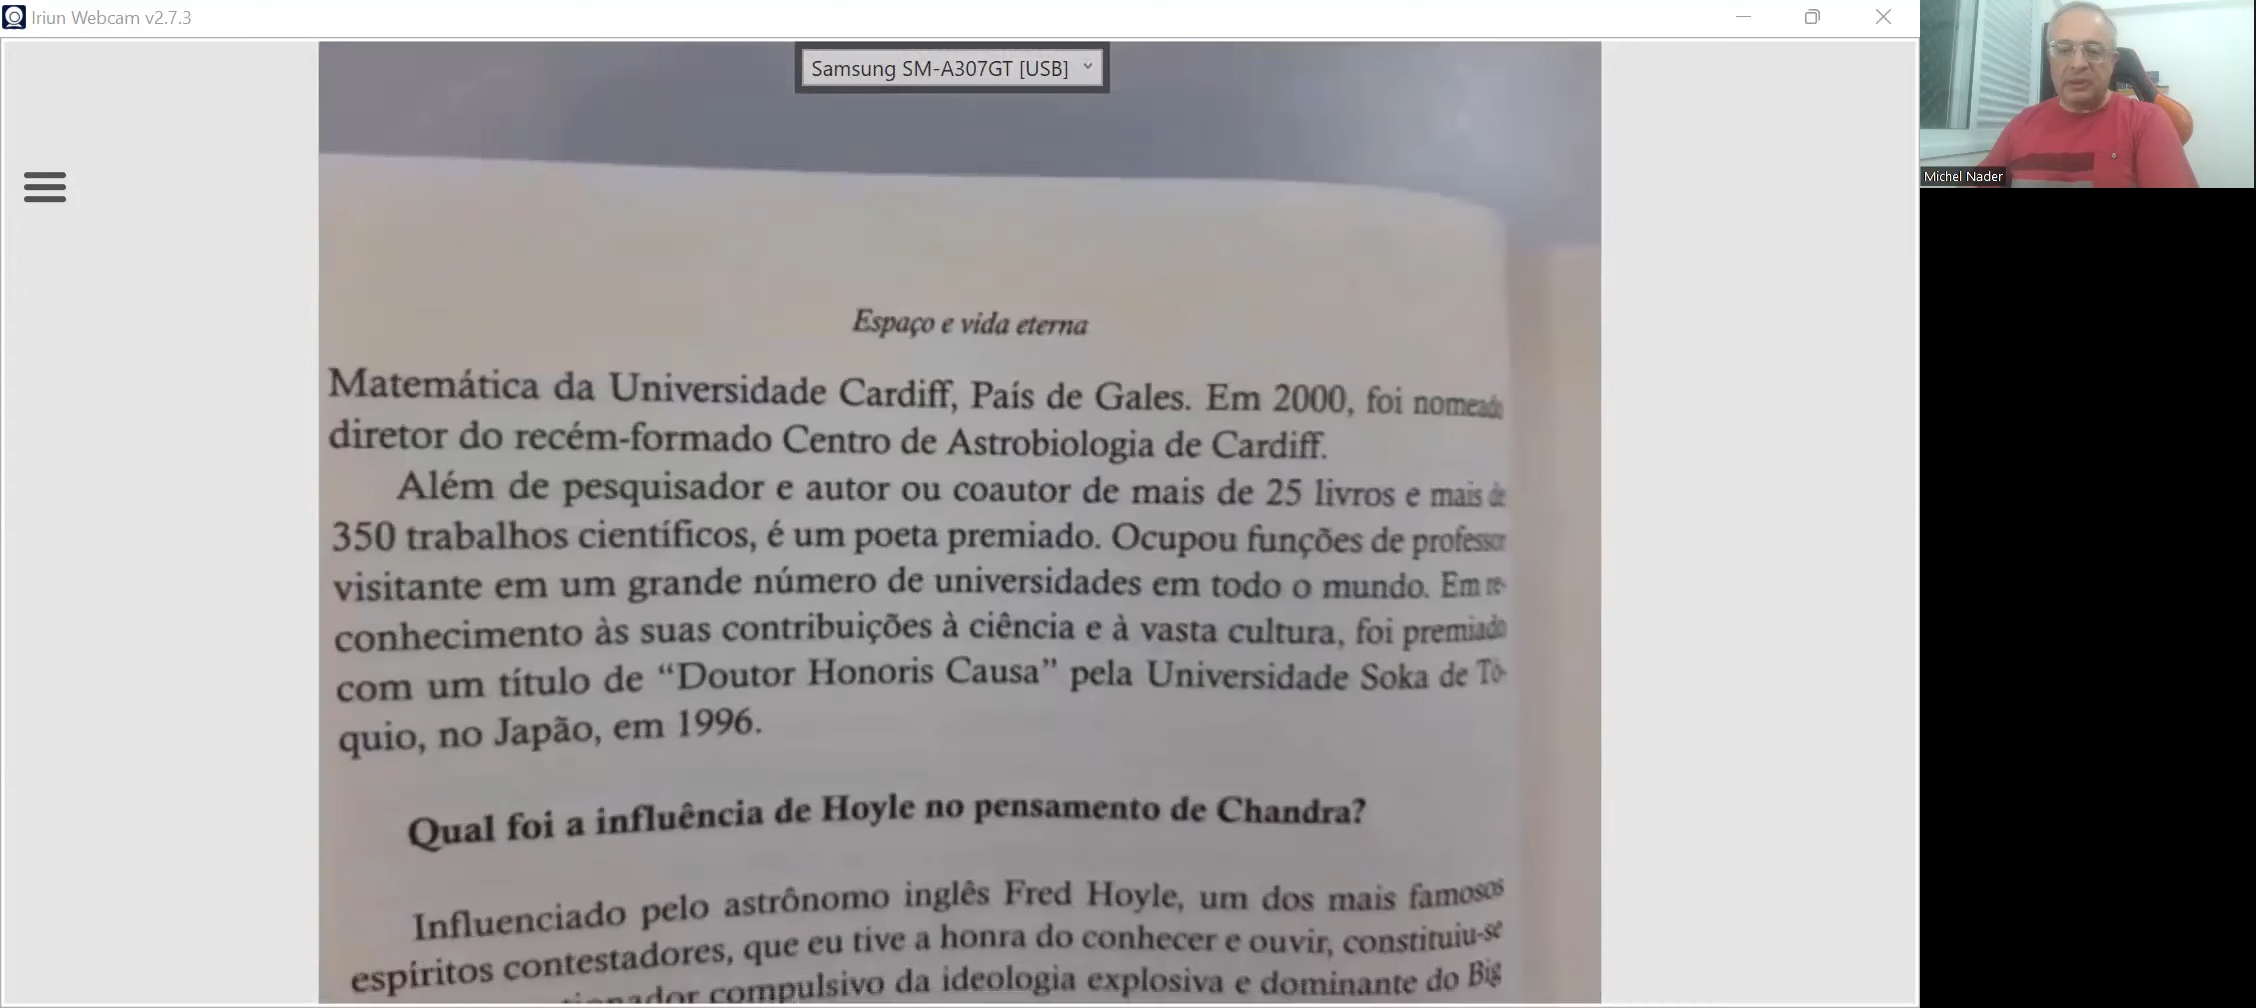 Iriun Webcam v2.7.3
Samsung SM-A307GT [USB]
Michel Nader
Espaço e vida eterna
Matemática da Universidade Cardiff, País de Gales. Em 2000, foi nomeado
diretor do recém-formado Centro de Astrobiologia de Cardiff.
Além de pesquisador e autor ou coautor de mais de 25 livros e mais de
350 trabalhos científicos, é um poeta premiado. Ocupou funções de professor
visitante em um grande número de universidades em todo o mundo. Em re-
conhecimento às suas contribuições à ciência e à vasta cultura, foi premiado
com um título de “Doutor Honoris Causa” pela Universidade Soka de Tó-
quio, no Japão, em 1996.
Qual foi a influência de Hoyle no pensamento de Chandra?
Influenciado pelo astrônomo inglês Fred Hoyle, um dos mais famosos
espíritos contestadores, que eu tive a honra do conhecer e ouvir, constituiu-se
compulsivo da ideologia explosiva e dominante do Big